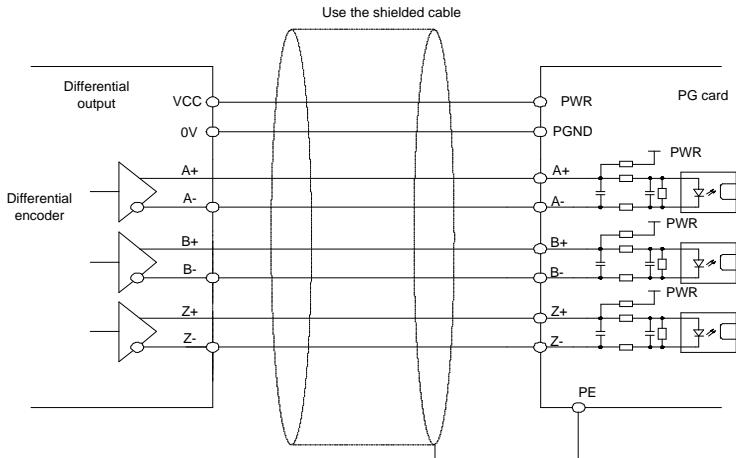 Use the shielded cable
Differential
output
PG card
VCC
PWR
0V
PGND
PWR
A+
A+
Differential
encoder
A-
A-
PWR
B+
B+
B-
B-
PWR
Z+
Z+
Z-
Z-
PE